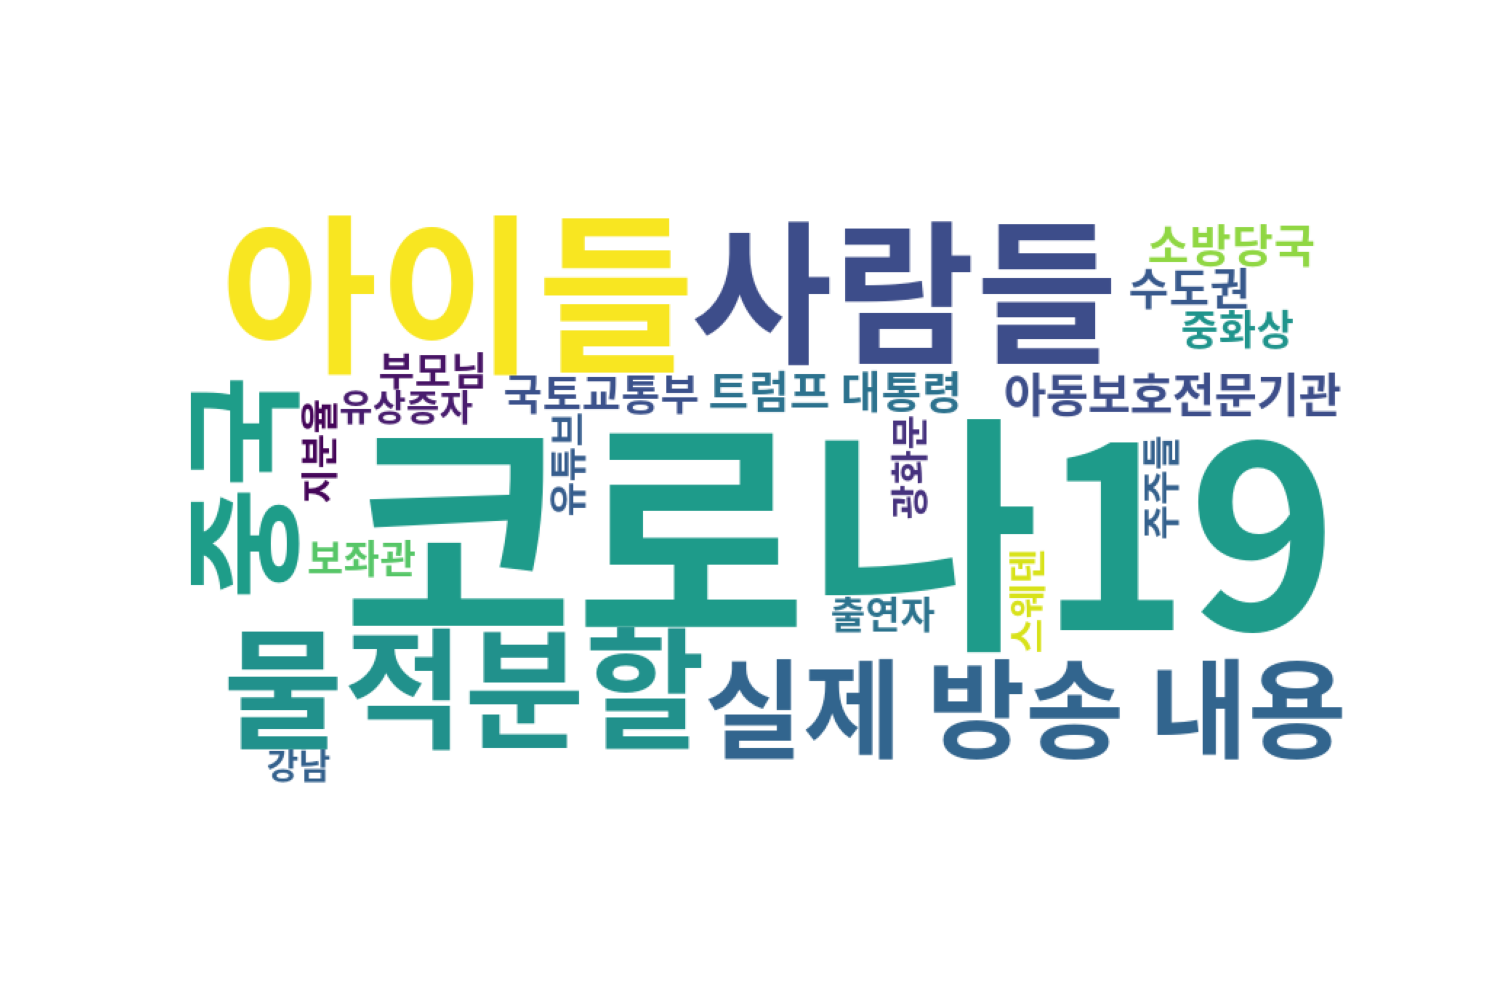 아이들
사람들
소방당국
수도권
중화상
부모님
유상증자
국토교통부
트럼프 대통령
아동보호전문기관
중국
지분율
코로나19
유튜브
광화문
주주들
보좌관
스웨덴
출연자
물적분할
실제 방송 내용
강남